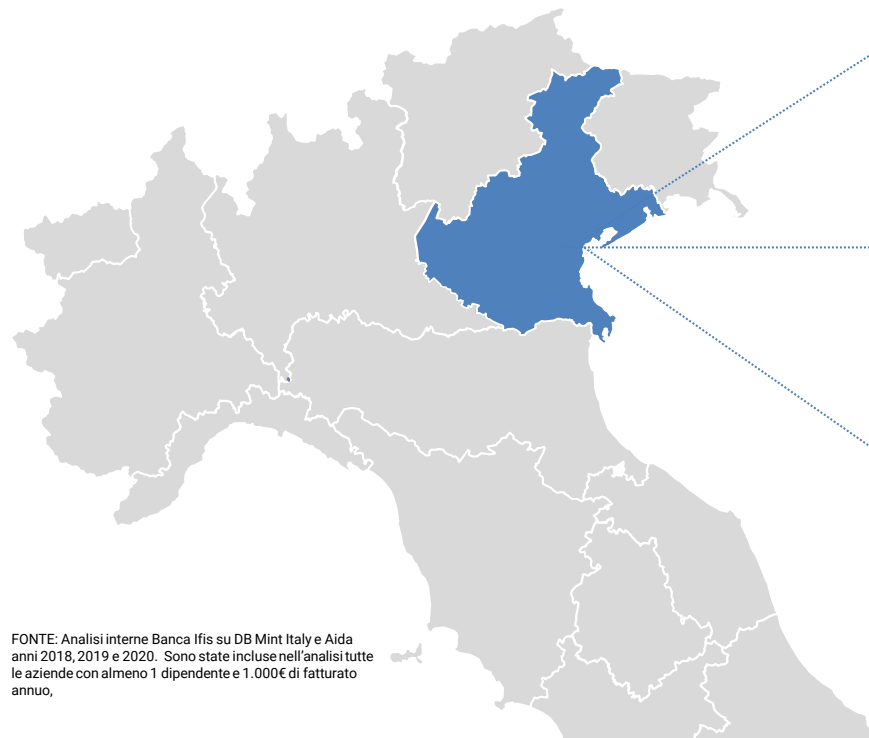 FONTE: Analisi interne Banca Ifis su DB Mint Italy e Aida
anni 2018, 2019 e 2020. Sono state incluse nell'analisi tutte
le aziende con almeno 1 dipendente e 1.000€ di fatturato
annuo,